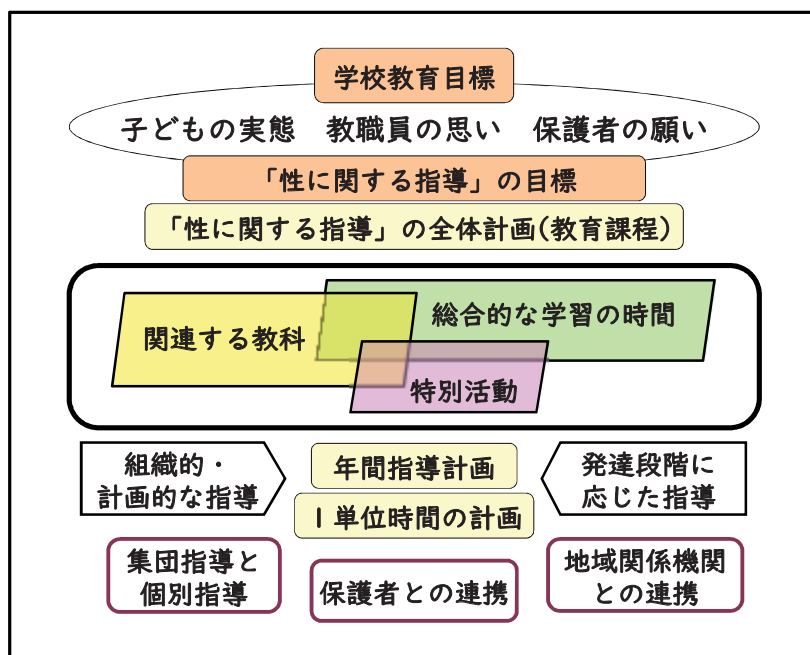 学校教育目標
子どもの実態 教職員の思い 保護者の願い
「性に関する指導」の目標
「性に関する指導」の全体計画(教育課程)
関連する教科
総合的な学習の時間
特別活動
組織的・
計画的な指導
年間指導計画
1単位時間の計画
発達段階に
応じた指導
集団指導と
個別指導
保護者との連携
地域関係機関
との連携